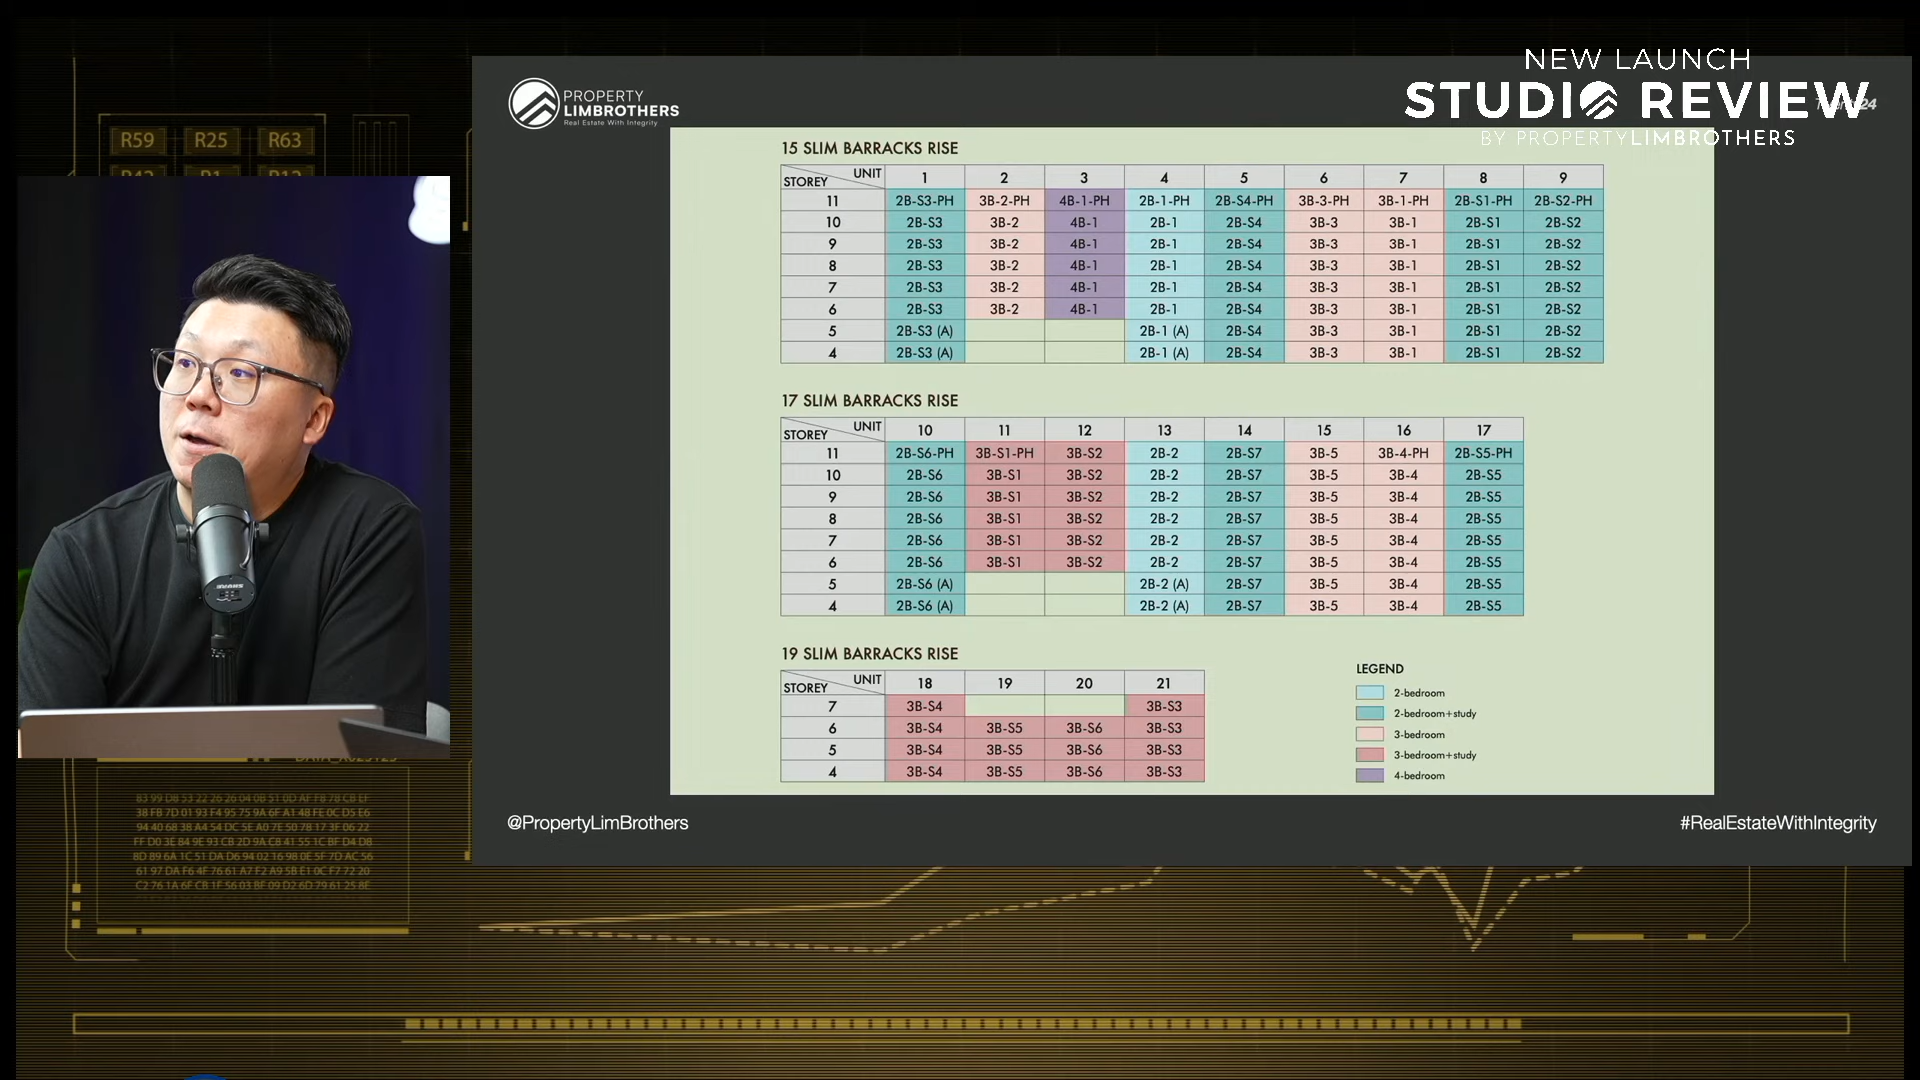 NEW LAUNCH
STUDIO REVIEW
BY PROPERTYLIMBROTHERS
PROPERTY
LIMBROTHERS
Real Estate With Integrity
R59 R25 R63
15 SLIM BARRACKS RISE
UNIT 1 2 3 4 5 6 7 8 9
STOREY
11 2B-S3-PH 3B-2-PH 4B-1-PH 2B-1-PH 2B-S4-PH 3B-3-PH 3B-1-PH 2B-S1-PH 2B-S2-PH
10 2B-S3 3B-2 4B-1 2B-1 2B-S4 3B-3 3B-1 2B-S1 2B-S2
9 2B-S3 3B-2 4B-1 2B-1 2B-S4 3B-3 3B-1 2B-S1 2B-S2
8 2B-S3 3B-2 4B-1 2B-1 2B-S4 3B-3 3B-1 2B-S1 2B-S2
7 2B-S3 3B-2 4B-1 2B-1 2B-S4 3B-3 3B-1 2B-S1 2B-S2
6 2B-S3 3B-2 4B-1 2B-1 2B-S4 3B-3 3B-1 2B-S1 2B-S2
5 2B-S3 (A) 2B-1 (A) 2B-S4 3B-3 3B-1 2B-S1 2B-S2
4 2B-S3 (A) 2B-1 (A) 2B-S4 3B-3 3B-1 2B-S1 2B-S2
17 SLIM BARRACKS RISE
UNIT 10 11 12 13 14 15 16 17
STOREY
11 2B-S6-PH 3B-S1-PH 3B-S2 2B-2 2B-S7 3B-5 3B-4-PH 2B-S5-PH
10 2B-S6 3B-S1 3B-S2 2B-2 2B-S7 3B-5 3B-4 2B-S5
9 2B-S6 3B-S1 3B-S2 2B-2 2B-S7 3B-5 3B-4 2B-S5
8 2B-S6 3B-S1 3B-S2 2B-2 2B-S7 3B-5 3B-4 2B-S5
7 2B-S6 3B-S1 3B-S2 2B-2 2B-S7 3B-5 3B-4 2B-S5
6 2B-S6 3B-S1 3B-S2 2B-2 2B-S7 3B-5 3B-4 2B-S5
5 2B-S6 (A) 2B-2 (A) 2B-S7 3B-5 3B-4 2B-S5
4 2B-S6 (A) 2B-2 (A) 2B-S7 3B-5 3B-4 2B-S5
19 SLIM BARRACKS RISE
UNIT 18 19 20 21
STOREY
7 3B-S4 3B-S3
6 3B-S4 3B-S5 3B-S6 3B-S3
5 3B-S4 3B-S5 3B-S6 3B-S3
4 3B-S4 3B-S5 3B-S6 3B-S3
LEGEND
2-bedroom
2-bedroom+study
3-bedroom
3-bedroom+study
4-bedroom
@PropertyLimBrothers
#RealEstateWithIntegrity